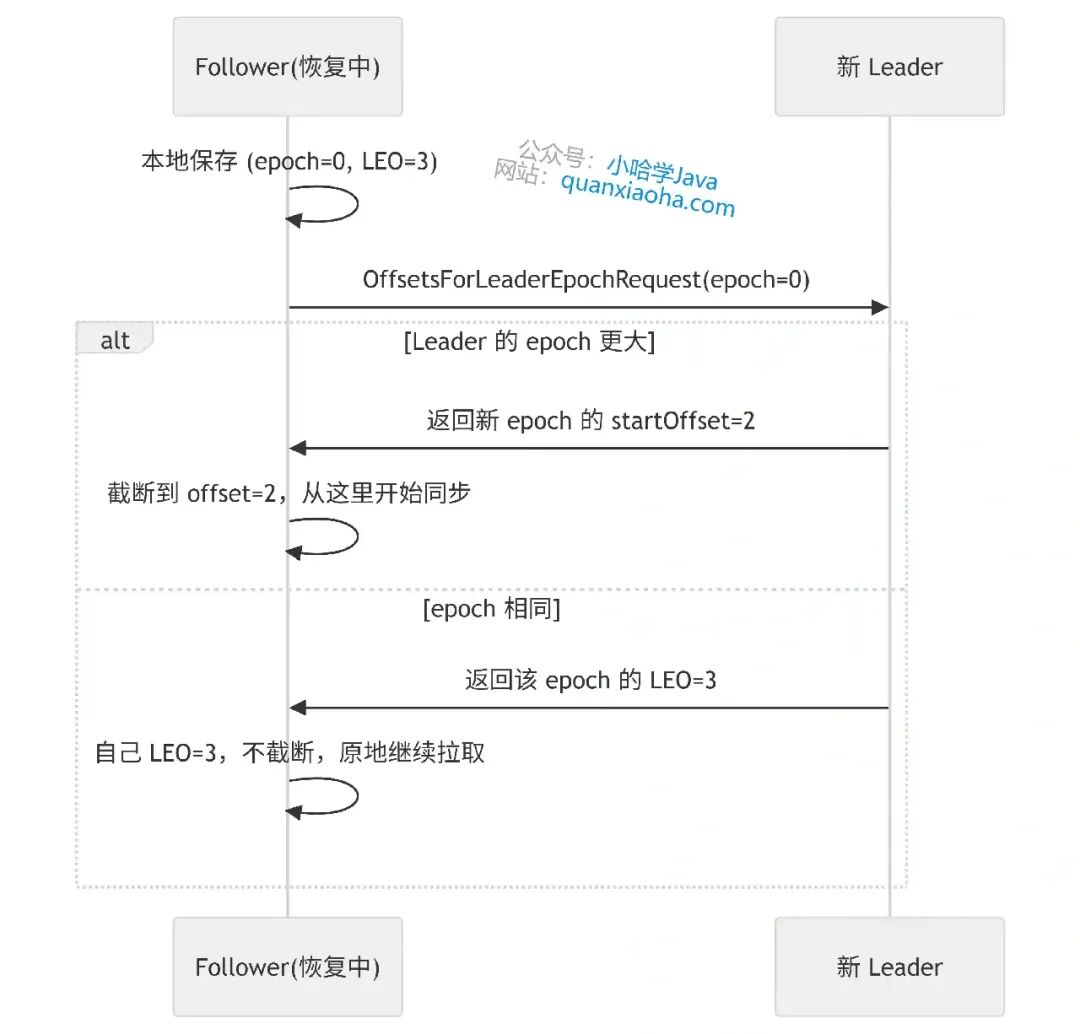 Follower(恢复中)
新 Leader
本地保存 (epoch=0, LEO=3)
公众号：小哈学Java
网站：quanxiaoha.com
OffsetsForLeaderEpochRequest(epoch=0)
alt
[Leader 的 epoch 更大]
返回新 epoch 的 startOffset=2
截断到 offset=2，从这里开始同步
[epoch 相同]
返回该 epoch 的 LEO=3
自己 LEO=3，不截断，原地继续拉取
Follower(恢复中)
新 Leader